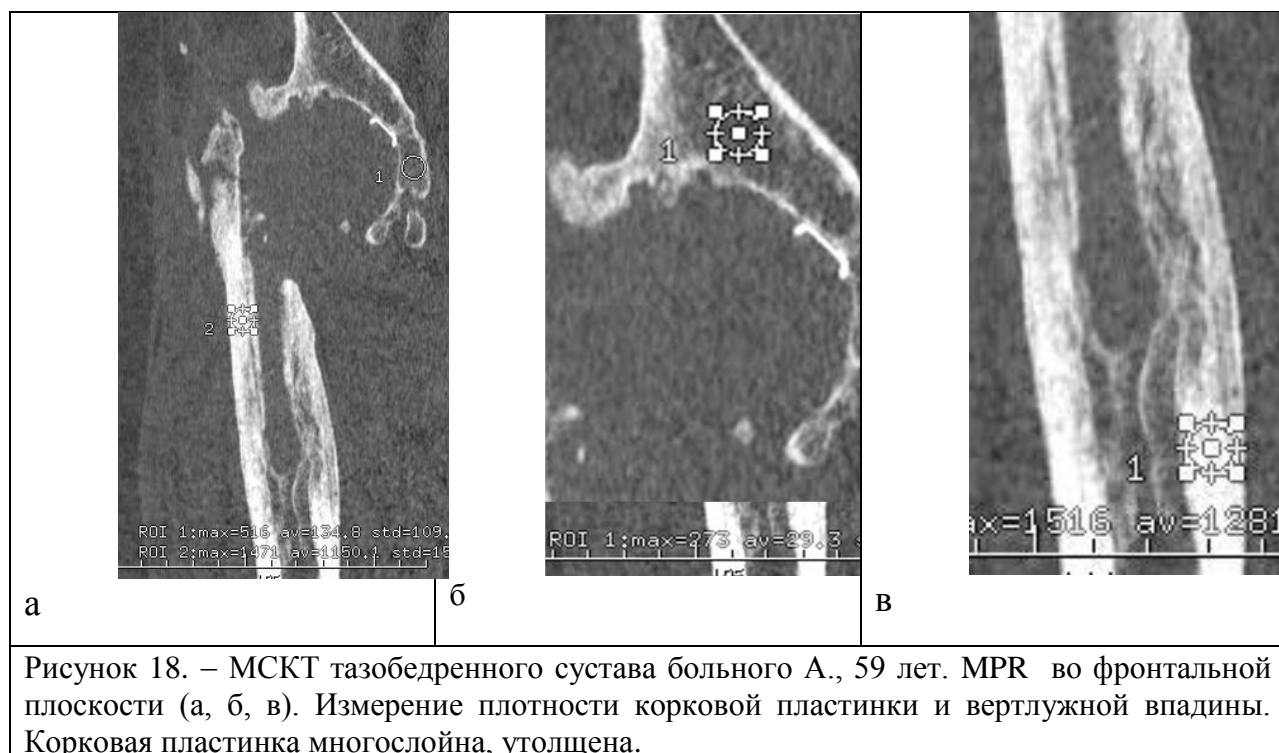 1
2
ROI 1:max=516 av=134.8 std=109.
ROI 2:max=1471 av=1150.1 std=15
а
1
ROI 1:max=273 av=29.3 s
б
1
ax=1516 av=1281
в
Рисунок 18. – МСКТ тазобедренного сустава больного А., 59 лет. MPR во фронтальной
плоскости (а, б, в). Измерение плотности корковой пластинки и вертлужной впадины.
Корковая пластинка многослойна, утолщена.